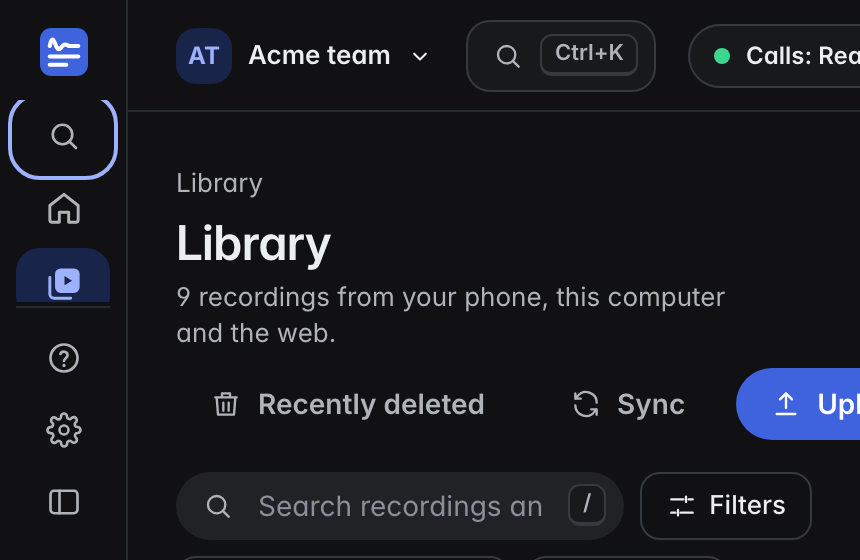 AT Acme team Ctrl+K Calls: Rea
Library
Library
9 recordings from your phone, this computer
and the web.
Recently deleted Sync Upl
Search recordings an / Filters